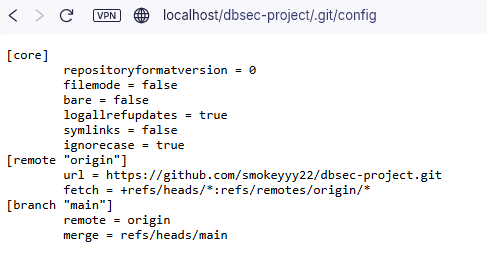 VPN localhost/dbsec-project/.git/config
[core]
repositoryformatversion = 0
filemode = false
bare = false
logallrefupdates = true
symlinks = false
ignorecase = true
[remote "origin"]
url = https://github.com/smokeyyy22/dbsec-project.git
fetch = +refs/heads/*:refs/remotes/origin/*
[branch "main"]
remote = origin
merge = refs/heads/main